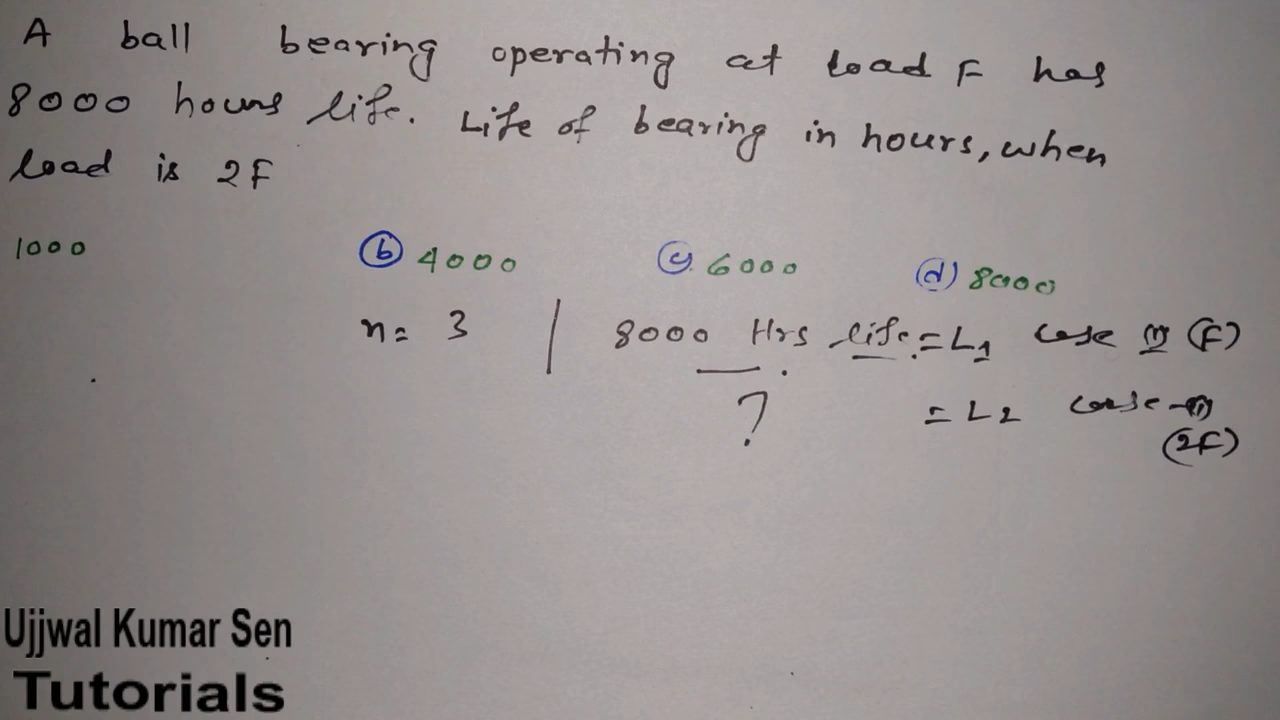 A ball bearing operating at load F has
8000 hours life. Life of bearing in hours, when
load is 2F
1000 (b) 4000 (c) 6000 (d) 8000
n = 3 | 8000 Hrs life. = L1 case (F)
? = L2 case
(2F)
Ujjwal Kumar Sen
Tutorials